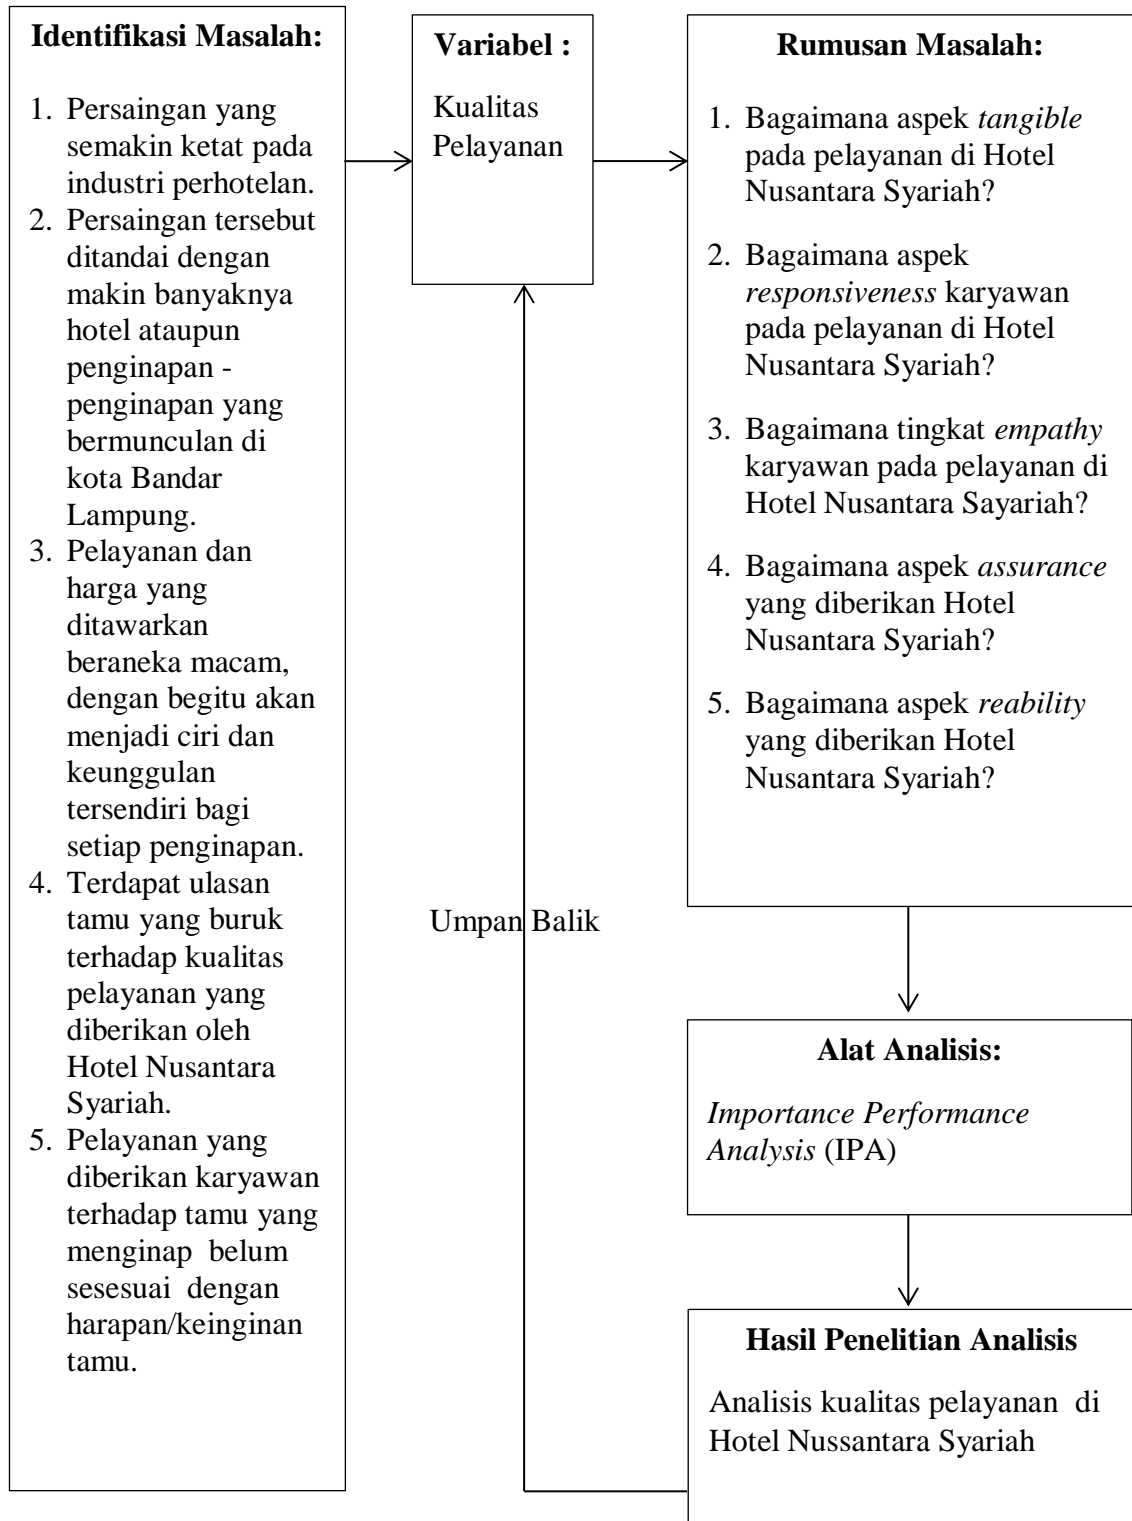 Identifikasi Masalah:
1. Persaingan yang
semakin ketat pada
industri perhotelan.
2. Persaingan tersebut
ditandai dengan
makin banyaknya
hotel ataupun
penginapan -
penginapan yang
bermunculan di
kota Bandar
Lampung.
3. Pelayanan dan
harga yang
ditawarkan
beraneka macam,
dengan begitu akan
menjadi ciri dan
keunggulan
tersendiri bagi
setiap penginapan.
4. Terdapat ulasan
tamu yang buruk
terhadap kualitas
pelayanan yang
diberikan oleh
Hotel Nusantara
Syariah.
5. Pelayanan yang
diberikan karyawan
terhadap tamu yang
menginap belum
sesesuai dengan
harapan/keinginan
tamu.
Variabel :
Kualitas
Pelayanan
Rumusan Masalah:
1. Bagaimana aspek tangible
pada pelayanan di Hotel
Nusantara Syariah?
2. Bagaimana aspek
responsiveness karyawan
pada pelayanan di Hotel
Nusantara Syariah?
3. Bagaimana tingkat empathy
karyawan pada pelayanan di
Hotel Nusantara Sayariah?
4. Bagaimana aspek assurance
yang diberikan Hotel
Nusantara Syariah?
5. Bagaimana aspek reability
yang diberikan Hotel
Nusantara Syariah?
Umpan Balik
Alat Analisis:
Importance Performance
Analysis (IPA)
Hasil Penelitian Analisis
Analisis kualitas pelayanan di
Hotel Nussantara Syariah